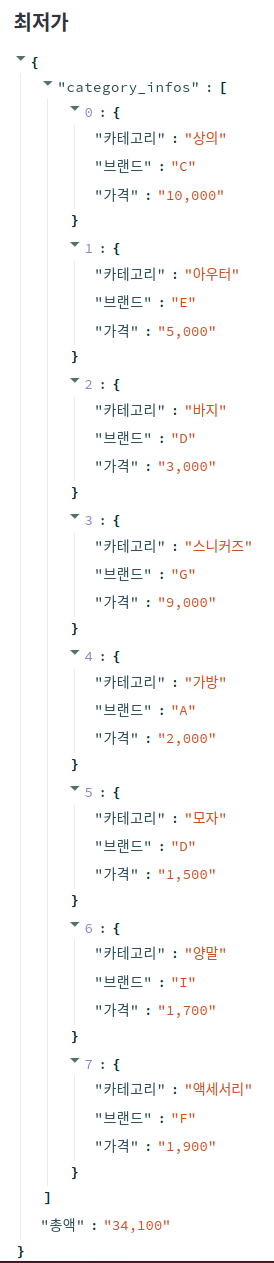 최저가
{
"category_infos" : [
0 : {
"카테고리" : "상의"
"브랜드" : "C"
"가격" : "10,000"
}
1 : {
"카테고리" : "아우터"
"브랜드" : "E"
"가격" : "5,000"
}
2 : {
"카테고리" : "바지"
"브랜드" : "D"
"가격" : "3,000"
}
3 : {
"카테고리" : "스니커즈"
"브랜드" : "G"
"가격" : "9,000"
}
4 : {
"카테고리" : "가방"
"브랜드" : "A"
"가격" : "2,000"
}
5 : {
"카테고리" : "모자"
"브랜드" : "D"
"가격" : "1,500"
}
6 : {
"카테고리" : "양말"
"브랜드" : "I"
"가격" : "1,700"
}
7 : {
"카테고리" : "액세서리"
"브랜드" : "F"
"가격" : "1,900"
}
]
"총액" : "34,100"
}